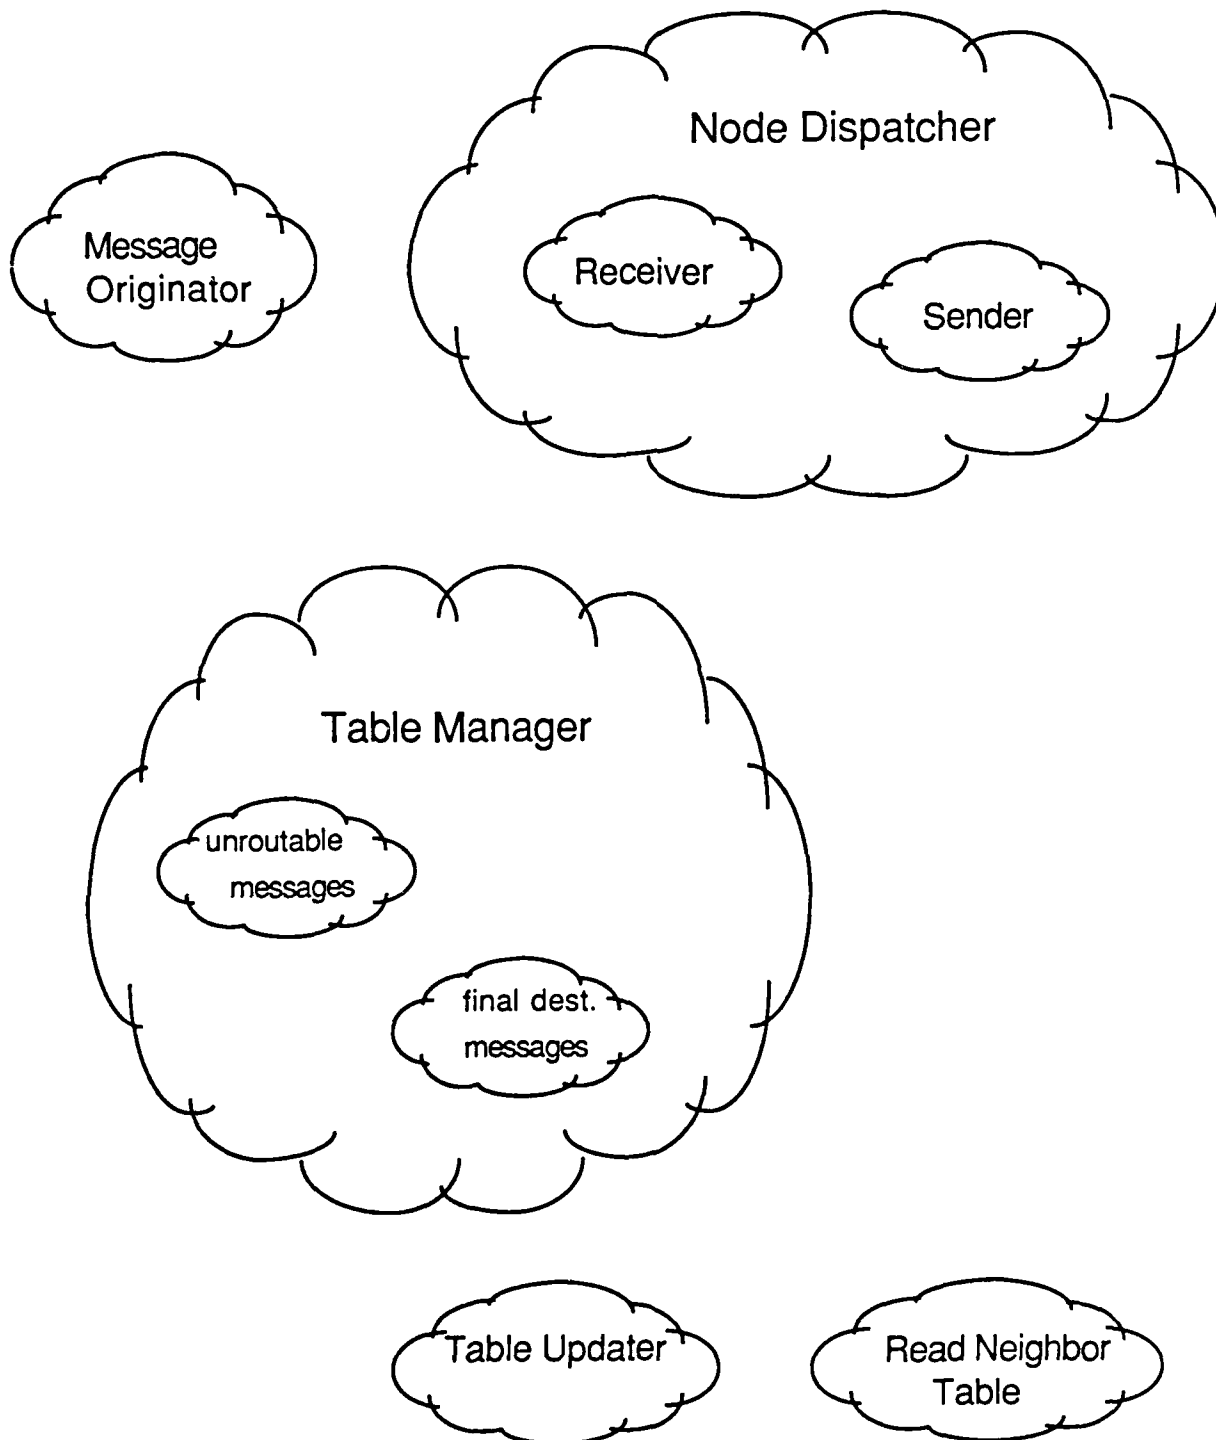 Node Dispatcher
Message
Originator
Receiver
Sender
Table Manager
unroutable
messages
final dest.
messages
Table Updater
Read Neighbor
Table